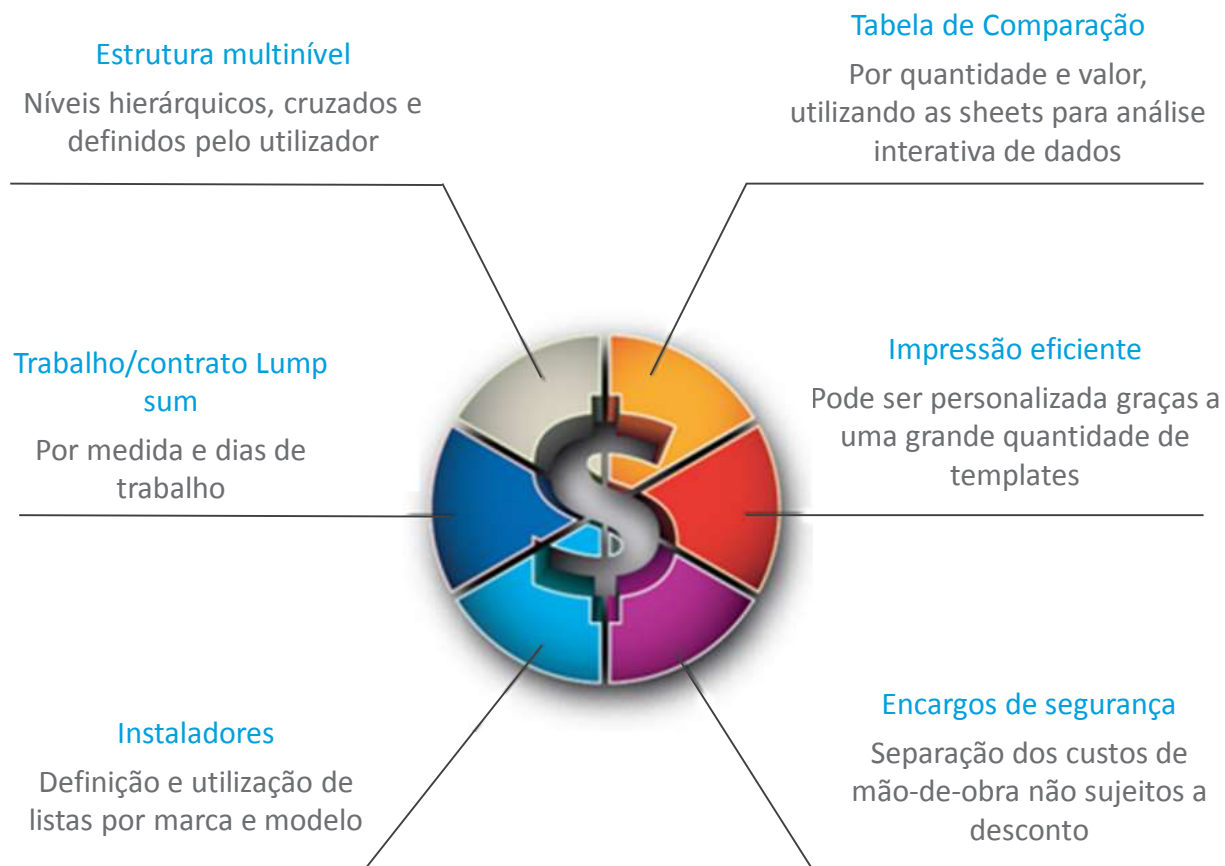 Estrutura multinível
Níveis hierárquicos, cruzados e
definidos pelo utilizador
Tabela de Comparação
Por quantidade e valor,
utilizando as sheets para análise
interativa de dados
Trabalho/contrato Lump
sum
Por medida e dias de
trabalho
Impressão eficiente
Pode ser personalizada graças a
uma grande quantidade de
templates
Instaladores
Definição e utilização de
listas por marca e modelo
Encargos de segurança
Separação dos custos de
mão-de-obra não sujeitos a
desconto